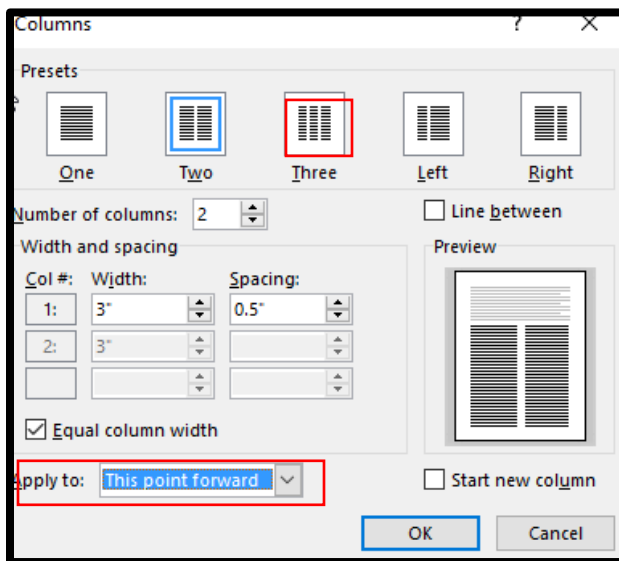 Columns ? X
Presets
One Two Three Left Right
Number of columns: 2 Line between
Width and spacing Preview
Col #: Width: Spacing:
1: 3" 0.5"
2: 3"
Equal column width
Apply to: This point forward Start new column
OK Cancel